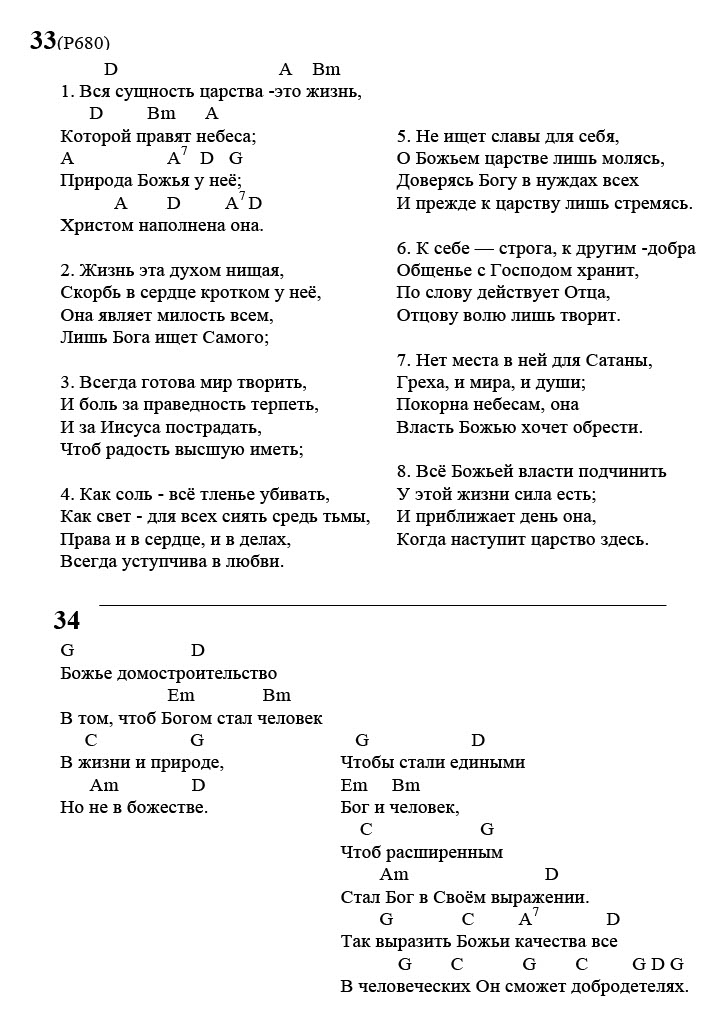 33(P680)
D A Bm
1. Вся сущность царства -это жизнь,
D Bm A
Которой правят небеса;
A A7 D G
Природа Божья у неё;
A D A7 D
Христом наполнена она.
2. Жизнь эта духом нищая,
Скорбь в сердце кротком у неё,
Она являет милость всем,
Лишь Бога ищет Самого;
3. Всегда готова мир творить,
И боль за праведность терпеть,
И за Иисуса пострадать,
Чтоб радость высшую иметь;
4. Как соль - всё тленье убивать,
Как свет - для всех сиять средь тьмы,
Права и в сердце, и в делах,
Всегда уступчива в любви.
5. Не ищет славы для себя,
О Божьем царстве лишь молясь,
Доверясь Богу в нуждах всех
И прежде к царству лишь стремясь.
6. К себе — строга, к другим -добра
Общенье с Господом хранит,
По слову действует Отца,
Отцову волю лишь творит.
7. Нет места в ней для Сатаны,
Греха, и мира, и души;
Покорна небесам, она
Власть Божью хочет обрести.
8. Всё Божьей власти подчинить
У этой жизни сила есть;
И приближает день она,
Когда наступит царство здесь.
34
G D
Божье домостроительство
Em Bm
В том, чтоб Богом стал человек
C G
В жизни и природе,
Am D
Но не в божестве.
G D
Чтобы стали едиными
Em Bm
Бог и человек,
C G
Чтоб расширенным
Am D
Стал Бог в Своём выражении.
G C A7 D
Так выразить Божьи качества все
G C G C G D G
В человеческих Он сможет добродетелях.